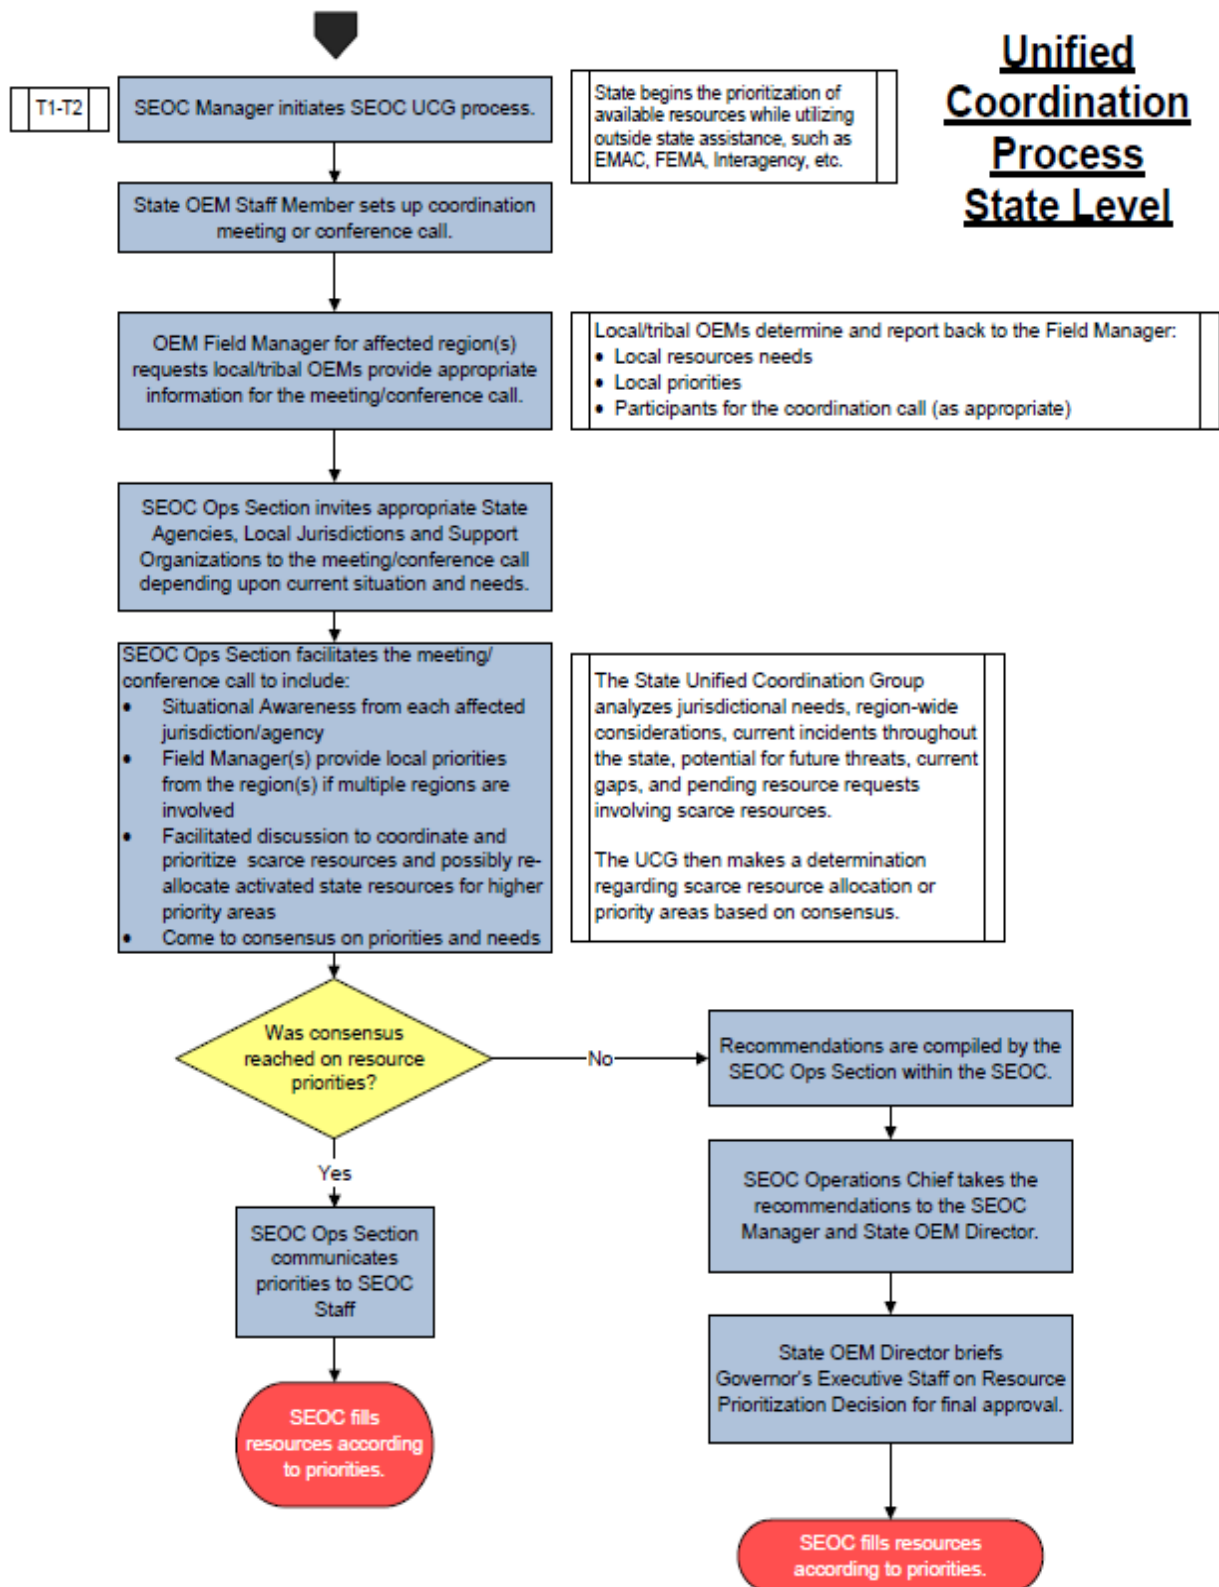 Unified
Coordination
Process
State Level
T1-T2
SEOC Manager initiates SEOC UCG process.
State begins the prioritization of
available resources while utilizing
outside state assistance, such as
EMAC, FEMA, Interagency, etc.
State OEM Staff Member sets up coordination
meeting or conference call.
OEM Field Manager for affected region(s)
requests local/tribal OEMs provide appropriate
information for the meeting/conference call.
Local/tribal OEMs determine and report back to the Field Manager:
• Local resources needs
• Local priorities
• Participants for the coordination call (as appropriate)
SEOC Ops Section invites appropriate State
Agencies, Local Jurisdictions and Support
Organizations to the meeting/conference call
depending upon current situation and needs.
SEOC Ops Section facilitates the meeting/
conference call to include:
• Situational Awareness from each affected
jurisdiction/agency
• Field Manager(s) provide local priorities
from the region(s) if multiple regions are
involved
• Facilitated discussion to coordinate and
prioritize scarce resources and possibly re-
allocate activated state resources for higher
priority areas
• Come to consensus on priorities and needs
The State Unified Coordination Group
analyzes jurisdictional needs, region-wide
considerations, current incidents throughout
the state, potential for future threats, current
gaps, and pending resource requests
involving scarce resources.
The UCG then makes a determination
regarding scarce resource allocation or
priority areas based on consensus.
Was consensus
reached on resource
priorities?
No
Recommendations are compiled by the
SEOC Ops Section within the SEOC.
Yes
SEOC Operations Chief takes the
recommendations to the SEOC
Manager and State OEM Director.
SEOC Ops Section
communicates
priorities to SEOC
Staff
State OEM Director briefs
Governor's Executive Staff on Resource
Prioritization Decision for final approval.
SEOC fills
resources according
to priorities.
SEOC fills resources
according to priorities.